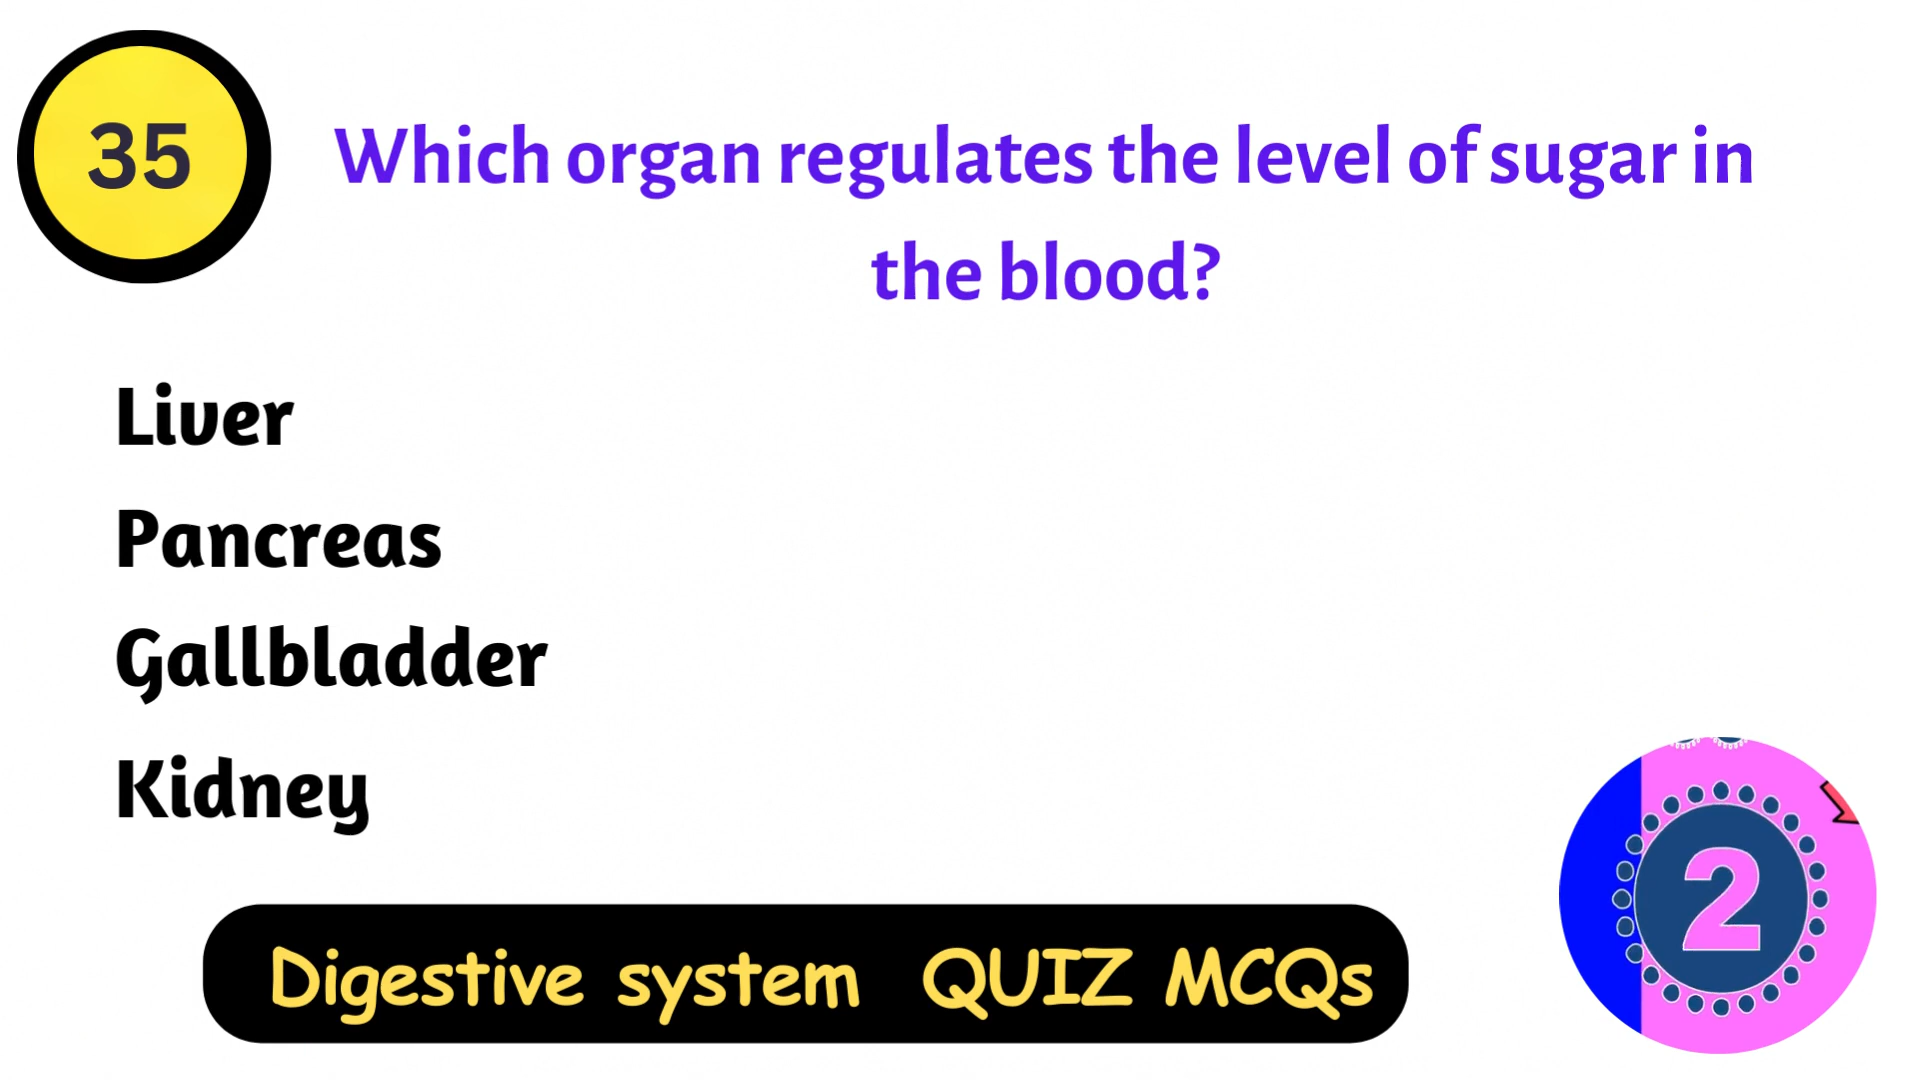 35
Which organ regulates the level of sugar in
the blood?
Liver
Pancreas
Gallbladder
Kidney
Digestive system QUIZ MCQs
2